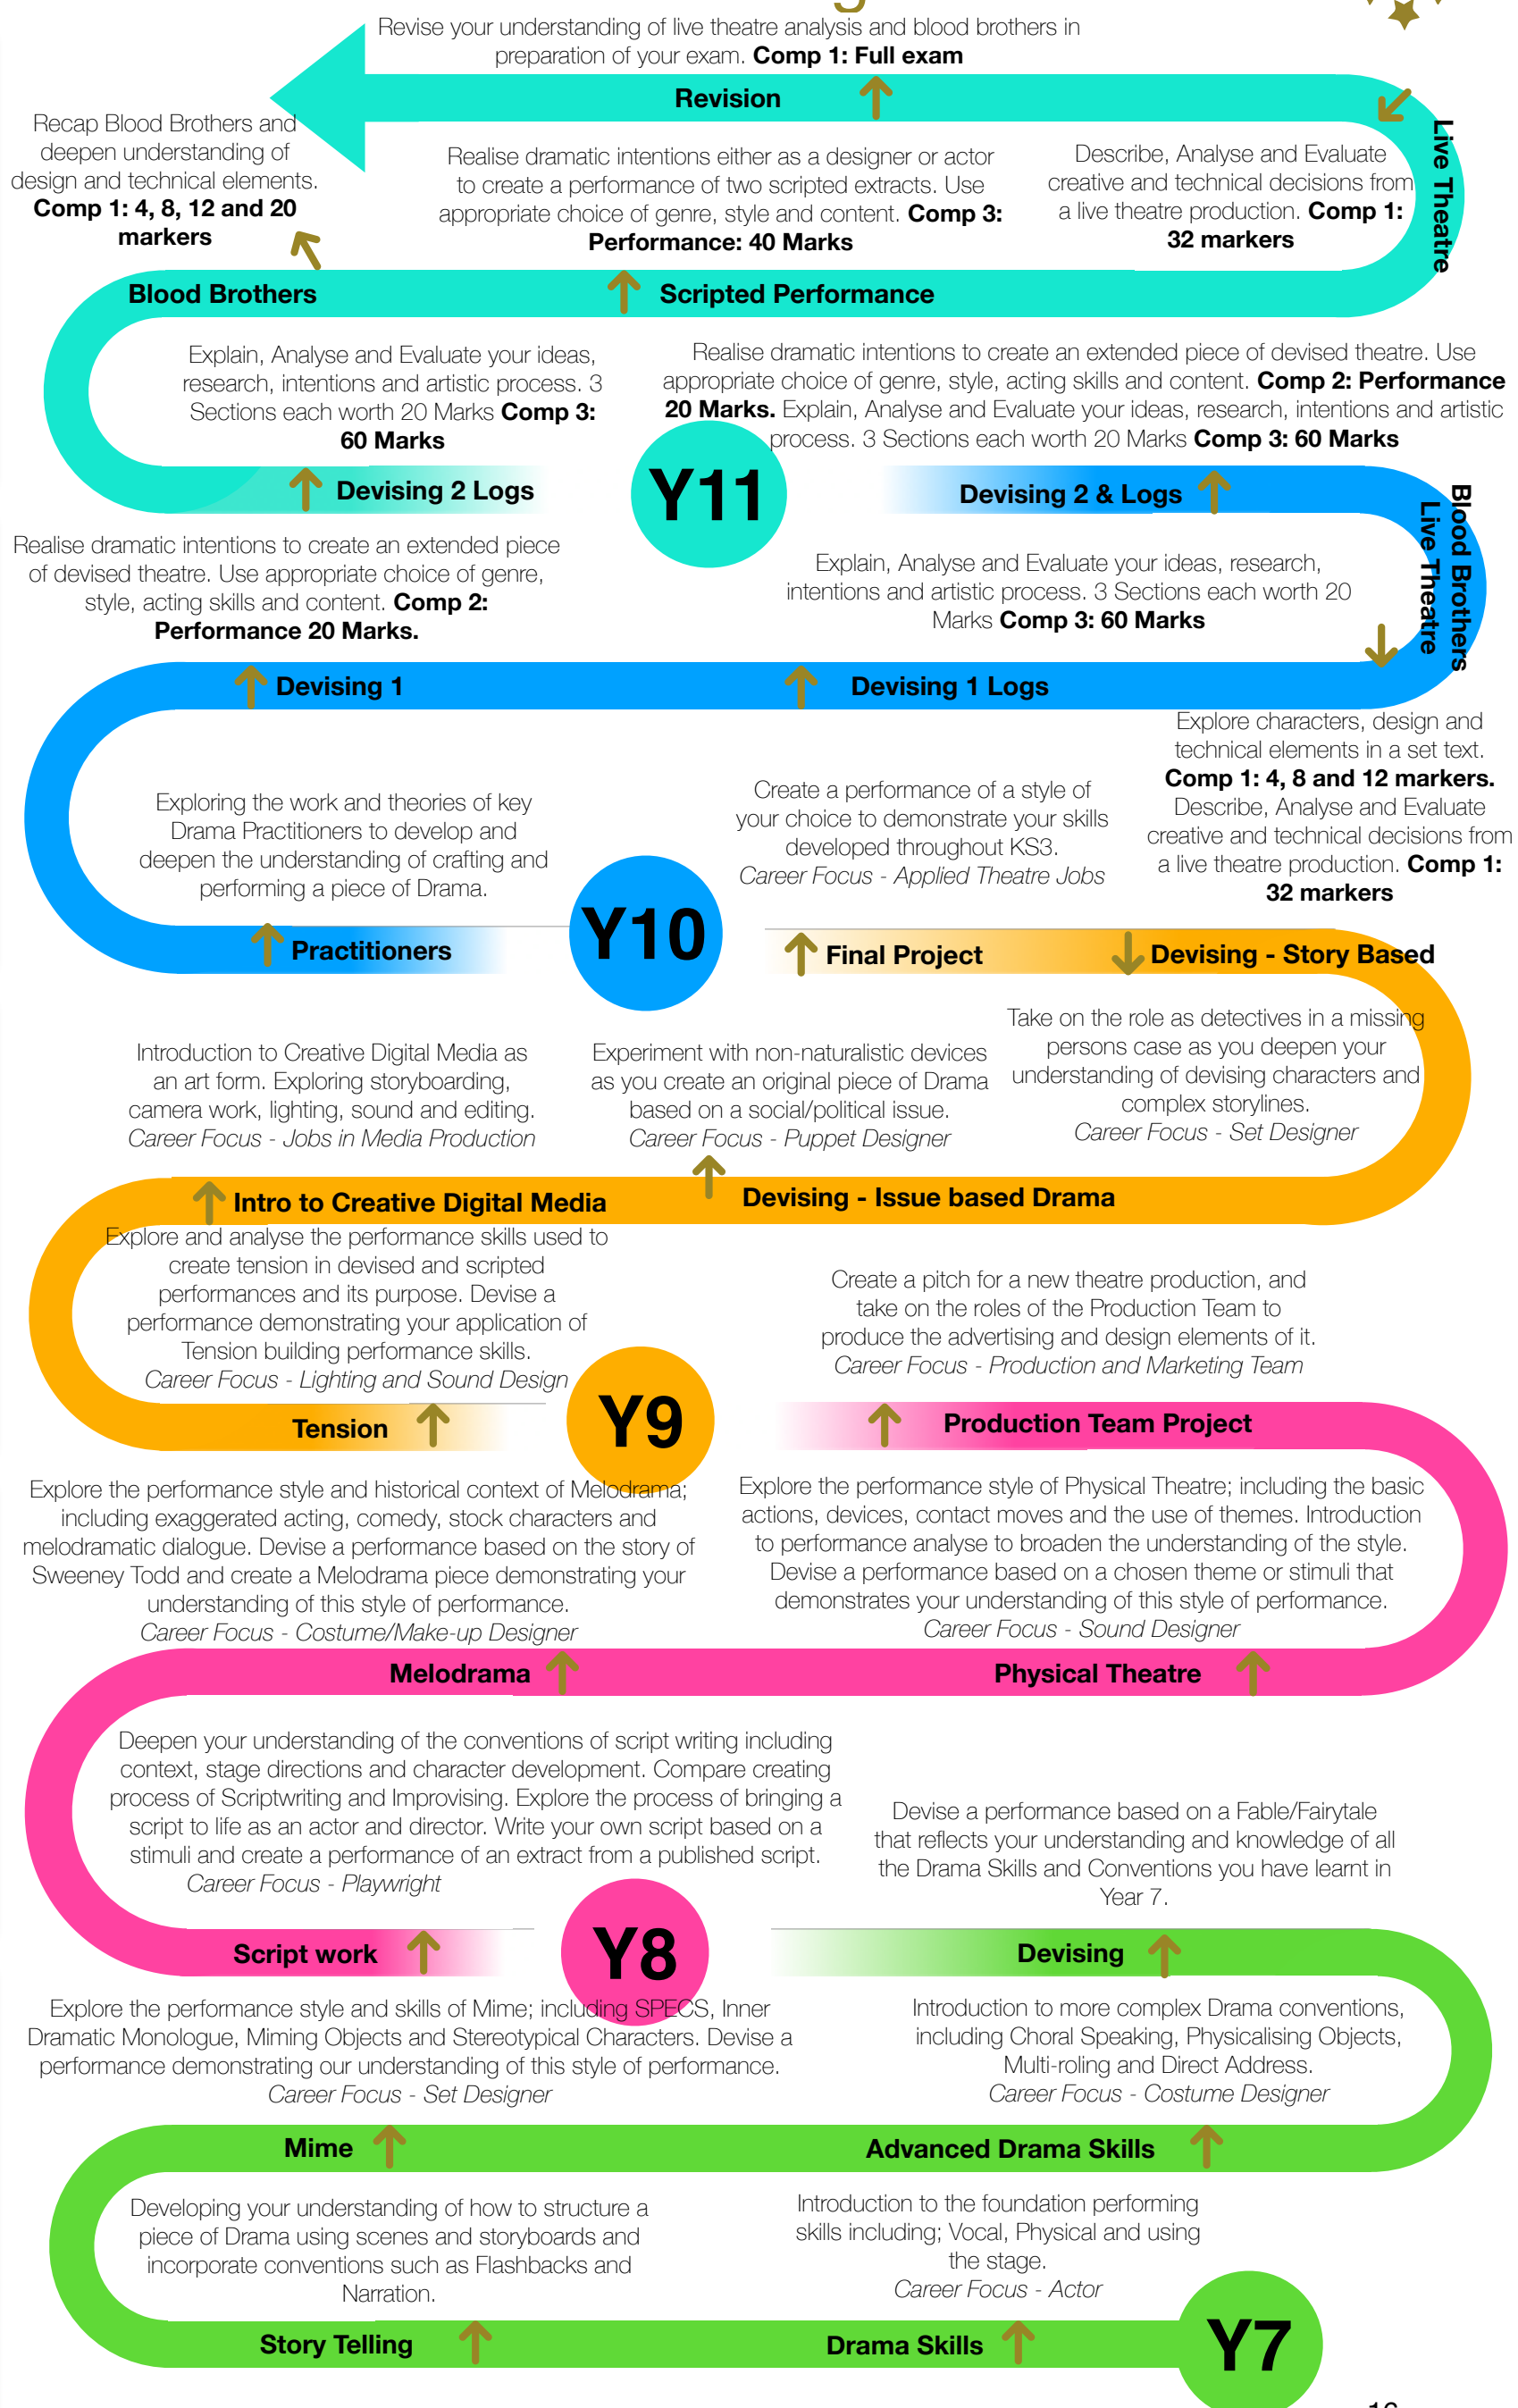 Revise your understanding of live theatre analysis and blood brothers in
preparation of your exam. Comp 1: Full exam
Revision
Live Theatre
Recap Blood Brothers and
deepen understanding of
design and technical elements.
Comp 1: 4, 8, 12 and 20
markers
Realise dramatic intentions either as a designer or actor
to create a performance of two scripted extracts. Use
appropriate choice of genre, style and content. Comp 3:
Performance: 40 Marks
Describe, Analyse and Evaluate
creative and technical decisions from
a live theatre production. Comp 1:
32 markers
Blood Brothers
Scripted Performance
Explain, Analyse and Evaluate your ideas,
research, intentions and artistic process. 3
Sections each worth 20 Marks Comp 3:
60 Marks
Realise dramatic intentions to create an extended piece of devised theatre. Use
appropriate choice of genre, style, acting skills and content. Comp 2: Performance
20 Marks. Explain, Analyse and Evaluate your ideas, research, intentions and artistic
process. 3 Sections each worth 20 Marks Comp 3: 60 Marks
Devising 2 Logs
Y11
Devising 2 & Logs
Blood Brothers
Live Theatre
Realise dramatic intentions to create an extended piece
of devised theatre. Use appropriate choice of genre,
style, acting skills and content. Comp 2:
Performance 20 Marks.
Explain, Analyse and Evaluate your ideas, research,
intentions and artistic process. 3 Sections each worth 20
Marks Comp 3: 60 Marks
Devising 1
Devising 1 Logs
Explore characters, design and
technical elements in a set text.
Comp 1: 4, 8 and 12 markers.
Describe, Analyse and Evaluate
creative and technical decisions from
a live theatre production. Comp 1:
32 markers
Exploring the work and theories of key
Drama Practitioners to develop and
deepen the understanding of crafting and
performing a piece of Drama.
Create a performance of a style of
your choice to demonstrate your skills
developed throughout KS3.
Career Focus - Applied Theatre Jobs
Practitioners
Y10
Final Project
Devising - Story Based
Introduction to Creative Digital Media as
an art form. Exploring storyboarding,
camera work, lighting, sound and editing.
Career Focus - Jobs in Media Production
Experiment with non-naturalistic devices
as you create an original piece of Drama
based on a social/political issue.
Career Focus - Puppet Designer
Take on the role as detectives in a missing
persons case as you deepen your
understanding of devising characters and
complex storylines.
Career Focus - Set Designer
Intro to Creative Digital Media
Devising - Issue based Drama
Explore and analyse the performance skills used to
create tension in devised and scripted
performances and its purpose. Devise a
performance demonstrating your application of
Tension building performance skills.
Career Focus - Lighting and Sound Design
Create a pitch for a new theatre production, and
take on the roles of the Production Team to
produce the advertising and design elements of it.
Career Focus - Production and Marketing Team
Tension
Y9
Production Team Project
Explore the performance style and historical context of Melodrama;
including exaggerated acting, comedy, stock characters and
melodramatic dialogue. Devise a performance based on the story of
Sweeney Todd and create a Melodrama piece demonstrating your
understanding of this style of performance.
Career Focus - Costume/Make-up Designer
Explore the performance style of Physical Theatre; including the basic
actions, devices, contact moves and the use of themes. Introduction
to performance analyse to broaden the understanding of the style.
Devise a performance based on a chosen theme or stimuli that
demonstrates your understanding of this style of performance.
Career Focus - Sound Designer
Melodrama
Physical Theatre
Deepen your understanding of the conventions of script writing including
context, stage directions and character development. Compare creating
process of Scriptwriting and Improvising. Explore the process of bringing a
script to life as an actor and director. Write your own script based on a
stimuli and create a performance of an extract from a published script.
Career Focus - Playwright
Devise a performance based on a Fable/Fairytale
that reflects your understanding and knowledge of all
the Drama Skills and Conventions you have learnt in
Year 7.
Script work
Y8
Devising
Explore the performance style and skills of Mime; including SPECS, Inner
Dramatic Monologue, Miming Objects and Stereotypical Characters. Devise a
performance demonstrating our understanding of this style of performance.
Career Focus - Set Designer
Introduction to more complex Drama conventions,
including Choral Speaking, Physicalising Objects,
Multi-roling and Direct Address.
Career Focus - Costume Designer
Mime
Advanced Drama Skills
Developing your understanding of how to structure a
piece of Drama using scenes and storyboards and
incorporate conventions such as Flashbacks and
Narration.
Introduction to the foundation performing
skills including; Vocal, Physical and using
the stage.
Career Focus - Actor
Story Telling
Drama Skills
Y7